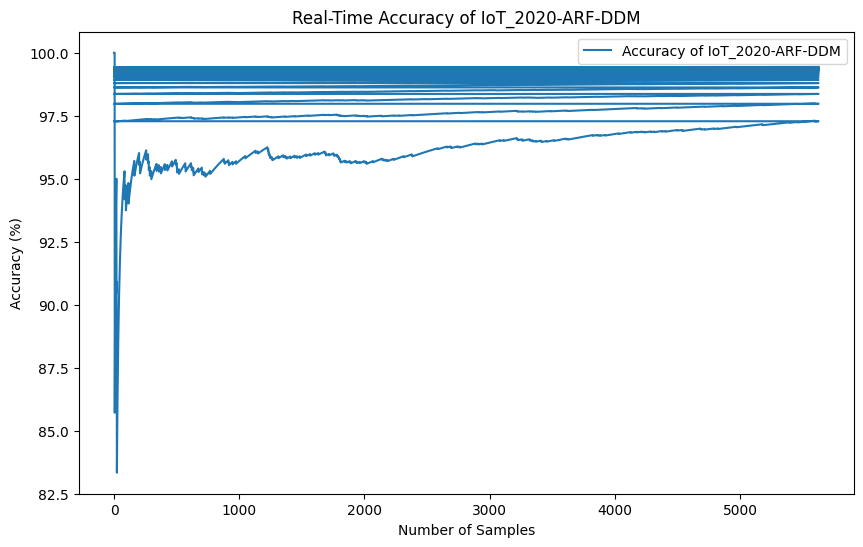 Real-Time Accuracy of IoT_2020-ARF-DDM
Accuracy of IoT_2020-ARF-DDM
100.0
97.5
95.0
92.5
90.0
87.5
85.0
82.5
Accuracy (%)
0 1000 2000 3000 4000 5000
Number of Samples